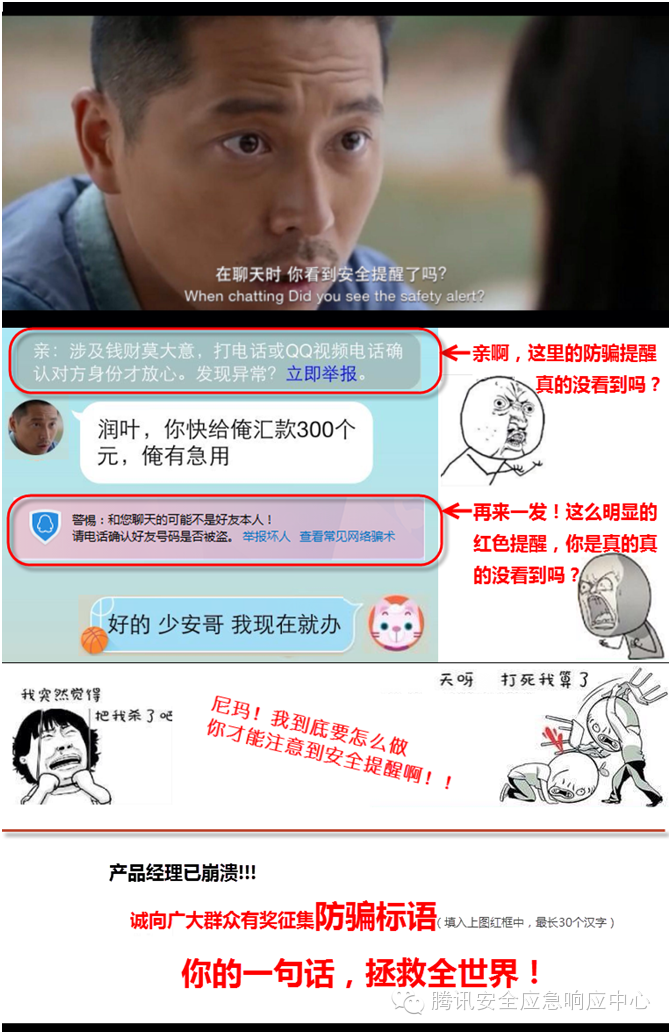 在聊天时 你看到安全提醒了吗？
When chatting Did you see the safety alert?
亲：涉及钱财莫大意，打电话或QQ视频电话确
认对方身份才放心。发现异常？立即举报。
亲啊，这里的防骗提醒
真的没看到吗？
润叶，你快给俺汇款300个
元，俺有急用
警惕：和您聊天的可能不是好友本人！
请电话确认好友号码是否被盗。 举报坏人 查看常见网络骗术
再来一发！这么明显的
红色提醒，你是真的真
的没看到吗？
好的 少安哥 我现在就办
我突然觉得
把我杀了吧
尼玛！我到底要怎么做
你才能注意到安全提醒啊！！
天呀 打死我算了
产品经理已崩溃!!!
诚向广大群众有奖征集防骗标语（填入上图红框中，最长30个汉字）
你的一句话，拯救全世界！
腾讯安全应急响应中心